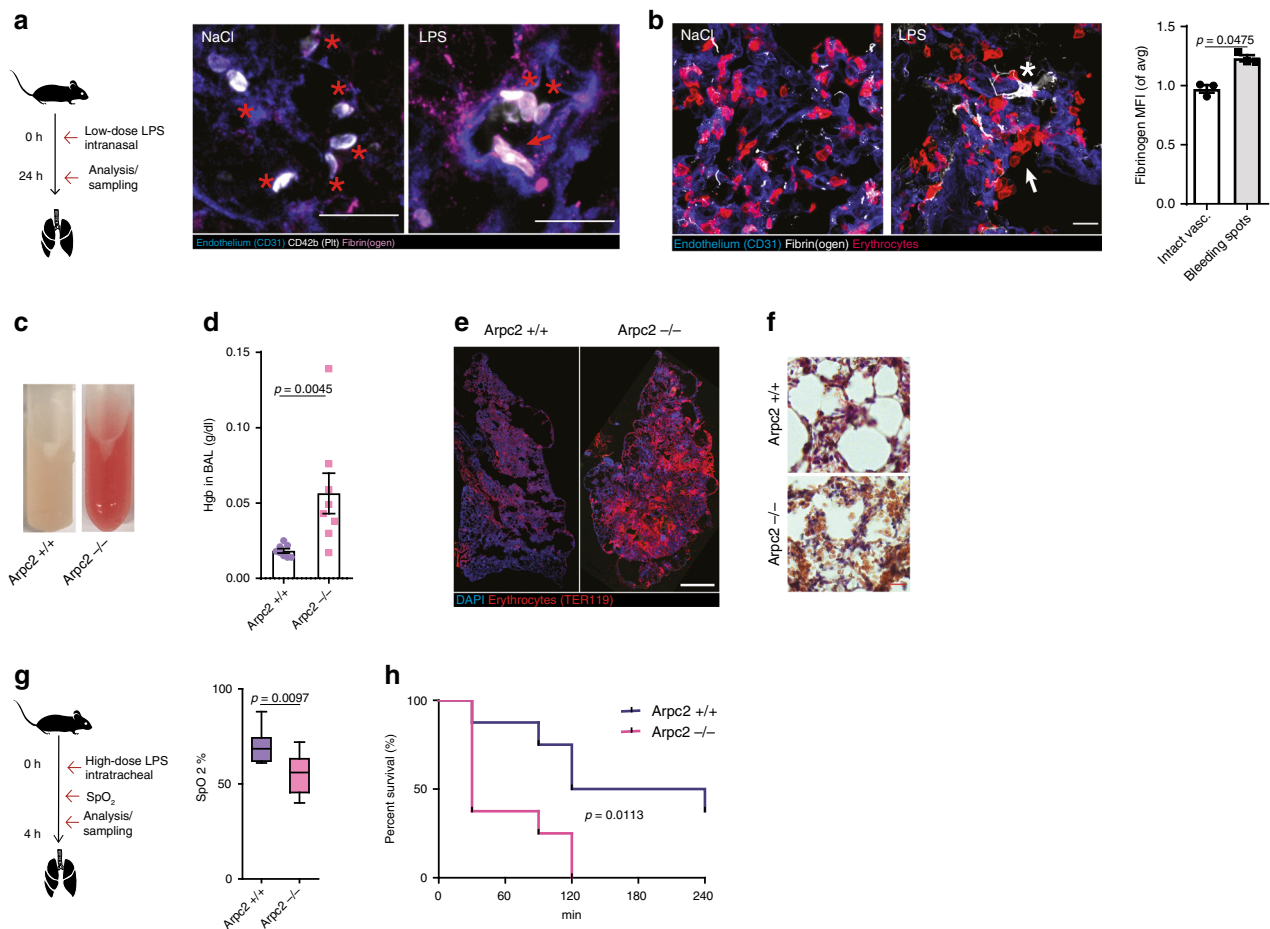 a
NaCl
LPS
0 h
Low-dose LPS
intranasal
24 h
Analysis/
sampling
*
*
*
*
*
*
*
*
Endothelium (CD31) CD42b (Plt) Fibrin(ogen)
b
NaCl
LPS
*
Endothelium (CD31) Fibrin(ogen) Erythrocytes
Fibrinogen MFI (of avg)
1.5
1.0
0.5
0.0
p = 0.0475
Intact vasc.
Bleeding spots
c
Arpc2 +/+
Arpc2 −/−
d
Hgb in BAL (g/dl)
0.15
0.10
0.05
0.00
p = 0.0045
Arpc2 +/+
Arpc2 −/−
e
Arpc2 +/+
Arpc2 −/−
DAPI Erythrocytes (TER119)
f
Arpc2 +/+
Arpc2 −/−
g
0 h
High-dose LPS
intratracheal
SpO2
Analysis/
sampling
4 h
SpO 2 %
100
50
0
p = 0.0097
Arpc2 +/+
Arpc2 −/−
h
Percent survival (%)
100
50
0
Arpc2 +/+
Arpc2 −/−
p = 0.0113
0
60
120
180
240
min